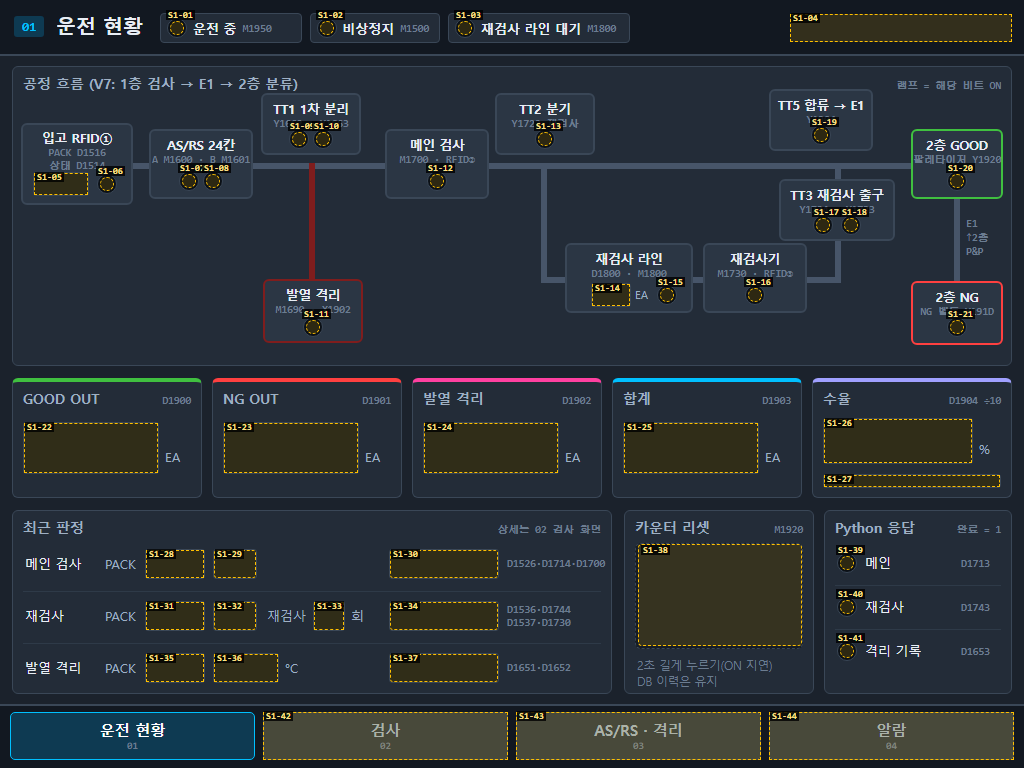 01 운전 현황
S1-01 운전 중 M1950
S1-02 비상정지 M1500
S1-03 재검사 라인 대기 M1800
S1-04
공정 흐름 (V7: 1층 검사 → E1 → 2층 분류)
램프 = 해당 비트 ON
입고 RFID①
PACK D1516
상태 D1514
S1-05
S1-06
AS/RS 24칸
A M1600 · B M1601
S1-08
TT1 1차 분리
S1-10
발열 격리
S1-11
메인 검사
M1700 · RFID②
S1-12
TT2 분기
S1-13
재검사 라인
D1800 · M1800
S1-14
EA
S1-15
재검사기
M1730 · RFID③
S1-16
TT5 합류 → E1
S1-19
TT3 재검사 출구
S1-17 S1-18
2층 GOOD
팔레타이저 Y1920
S1-20
E1
↑2층
P&P
2층 NG
S1-21
GOOD OUT D1900
S1-22
EA
NG OUT D1901
S1-23
EA
발열 격리 D1902
S1-24
EA
합계 D1903
S1-25
EA
수율 D1904 ÷10
S1-26
%
S1-27
최근 판정
상세는 02 검사 화면
메인 검사 PACK S1-28 S1-29 S1-30 D1526·D1714·D1700
재검사 PACK S1-31 S1-32 재검사 S1-33 회 S1-34 D1536·D1744
D1537·D1730
발열 격리 PACK S1-35 S1-36 °C S1-37 D1651·D1652
카운터 리셋 M1920
S1-38
2초 길게 누르기(ON 지연)
DB 이력은 유지
Python 응답 완료 = 1
S1-39 메인 D1713
S1-40 재검사 D1743
S1-41 격리 기록 D1653
운전 현황
01
S1-42
검사
02
S1-43
AS/RS · 격리
03
S1-44
알람
04